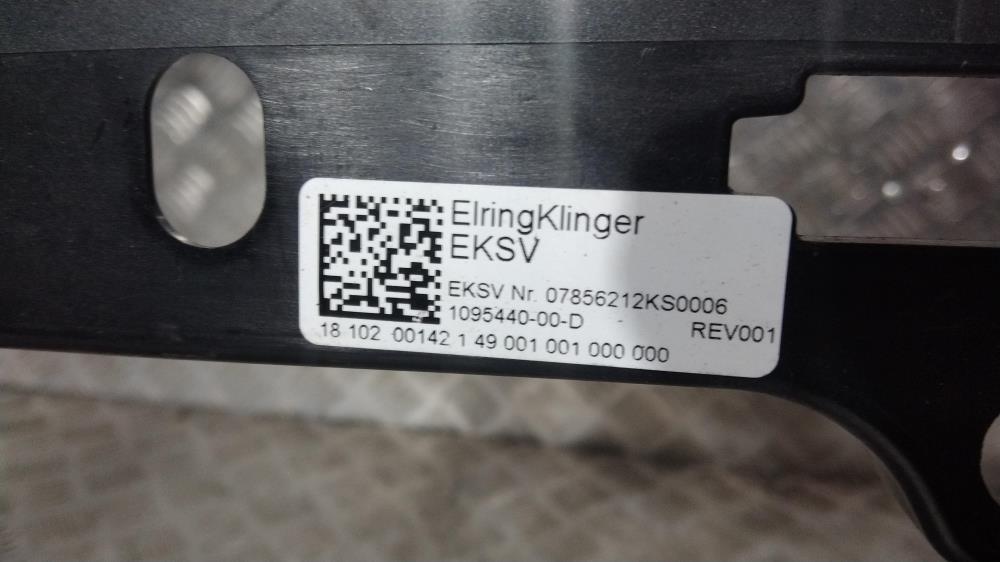 ElringKlinger
EKSV
EKSV Nr. 07856212KS0006
1095440-00-D REV001
18 102 00142 1 49 001 001 000 000